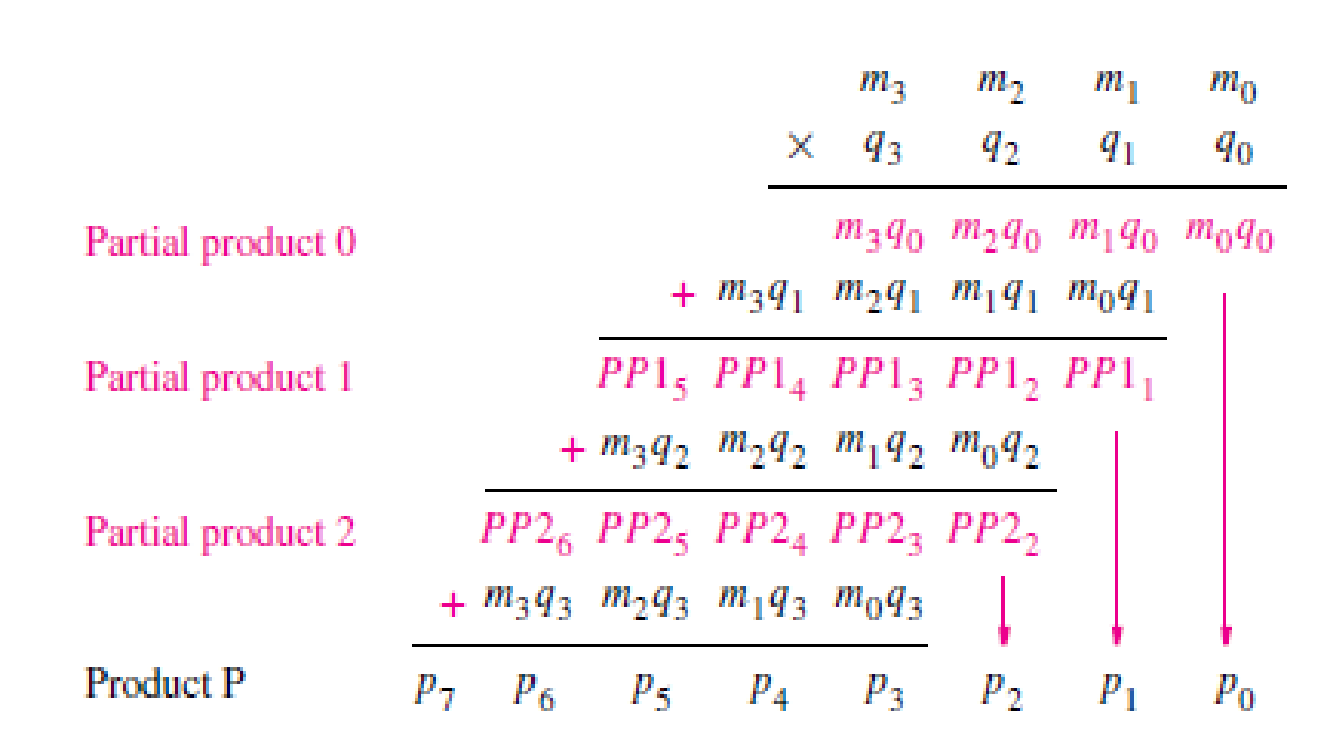 m₃ m₂ m₁ m₀
× q₃ q₂ q₁ q₀
Partial product 0 m₃q₀ m₂q₀ m₁q₀ m₀q₀
+ m₃q₁ m₂q₁ m₁q₁ m₀q₁
Partial product 1 PP1₅ PP1₄ PP1₃ PP1₂ PP1₁
+ m₃q₂ m₂q₂ m₁q₂ m₀q₂
Partial product 2 PP2₆ PP2₅ PP2₄ PP2₃ PP2₂
+ m₃q₃ m₂q₃ m₁q₃ m₀q₃
Product P p₇ p₆ p₅ p₄ p₃ p₂ p₁ p₀